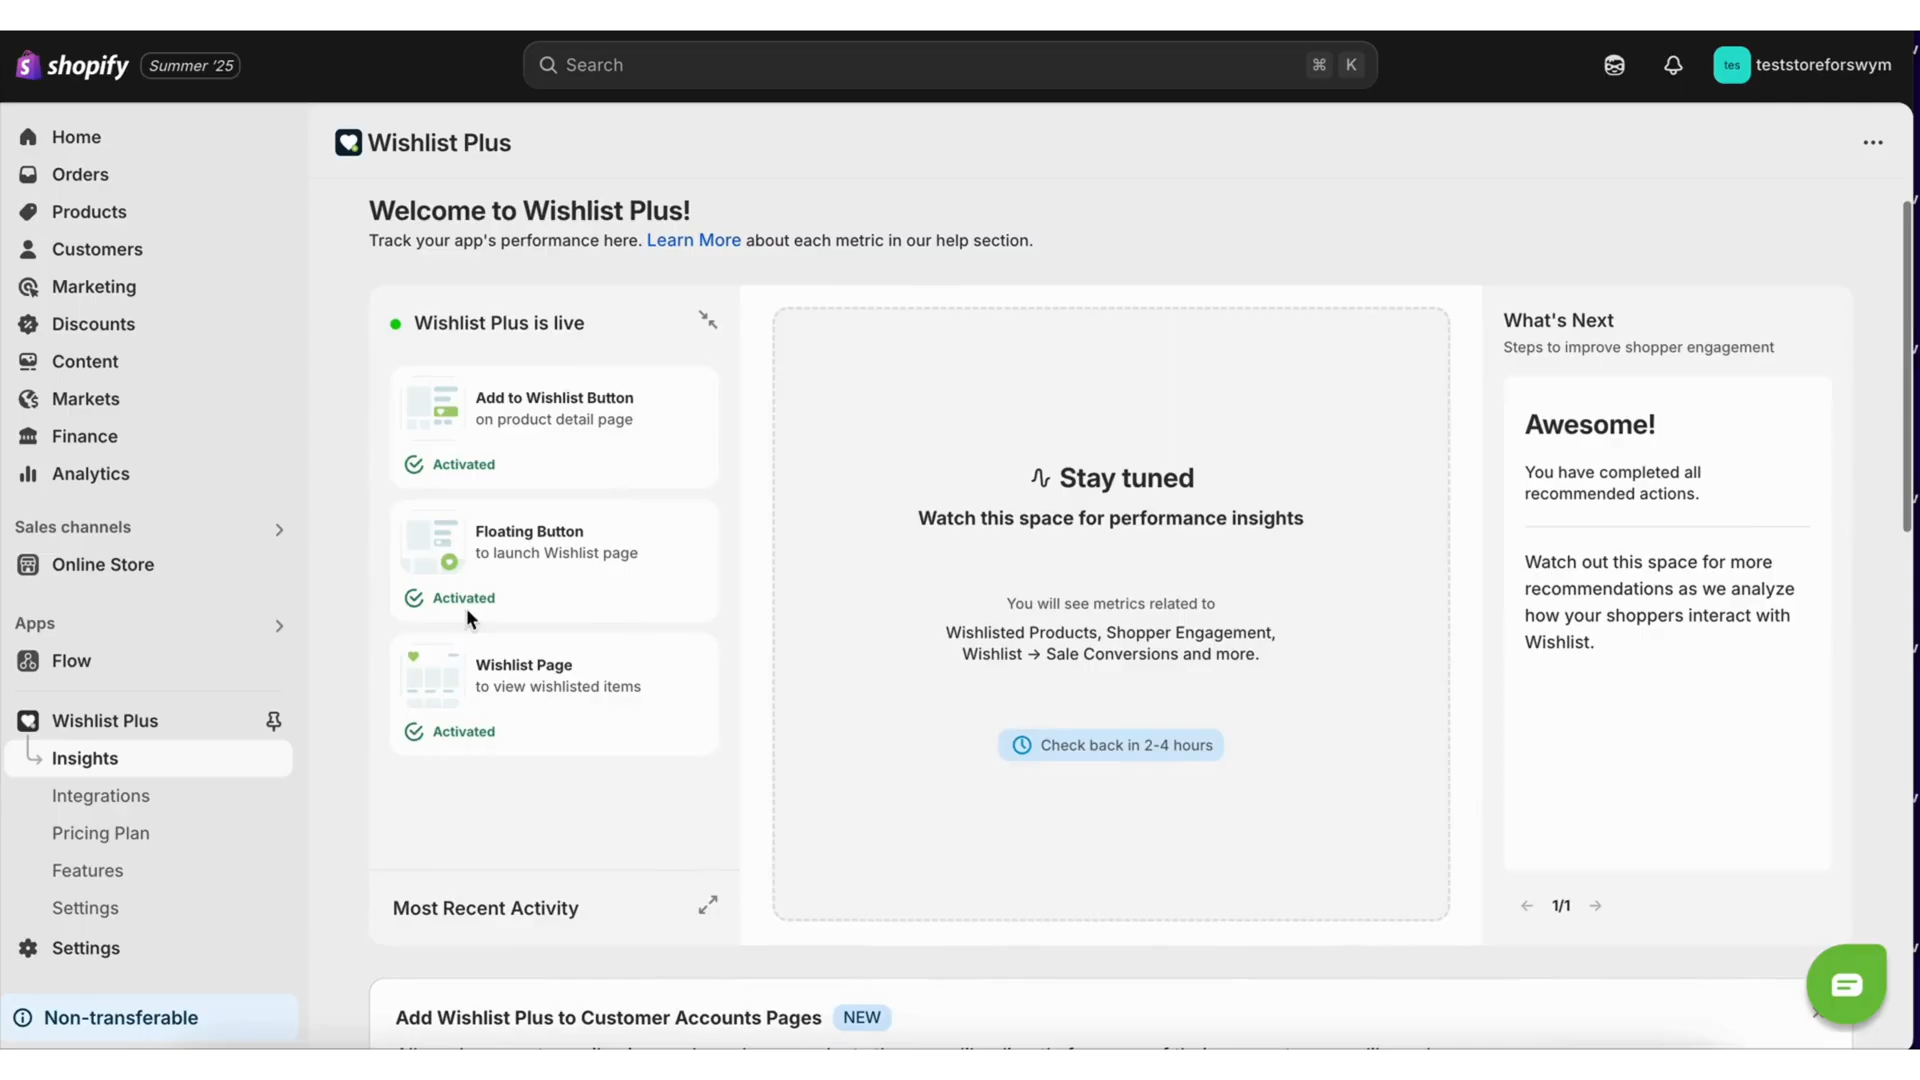 shopify Summer '25
Search ⌘ K
tes teststoreforswym
Home
Orders
Products
Customers
Marketing
Discounts
Content
Markets
Finance
Analytics
Sales channels
Online Store
Apps
Flow
Wishlist Plus
Insights
Integrations
Pricing Plan
Features
Settings
Settings
Non-transferable
Wishlist Plus
Welcome to Wishlist Plus!
Track your app's performance here. Learn More about each metric in our help section.
Wishlist Plus is live
Add to Wishlist Button
on product detail page
Activated
Floating Button
to launch Wishlist page
Activated
Wishlist Page
to view wishlisted items
Activated
Most Recent Activity
Stay tuned
Watch this space for performance insights
You will see metrics related to
Wishlisted Products, Shopper Engagement,
Wishlist → Sale Conversions and more.
Check back in 2-4 hours
What's Next
Steps to improve shopper engagement
Awesome!
You have completed all
recommended actions.
Watch out this space for more
recommendations as we analyze
how your shoppers interact with
Wishlist.
← 1/1 →
Add Wishlist Plus to Customer Accounts Pages NEW